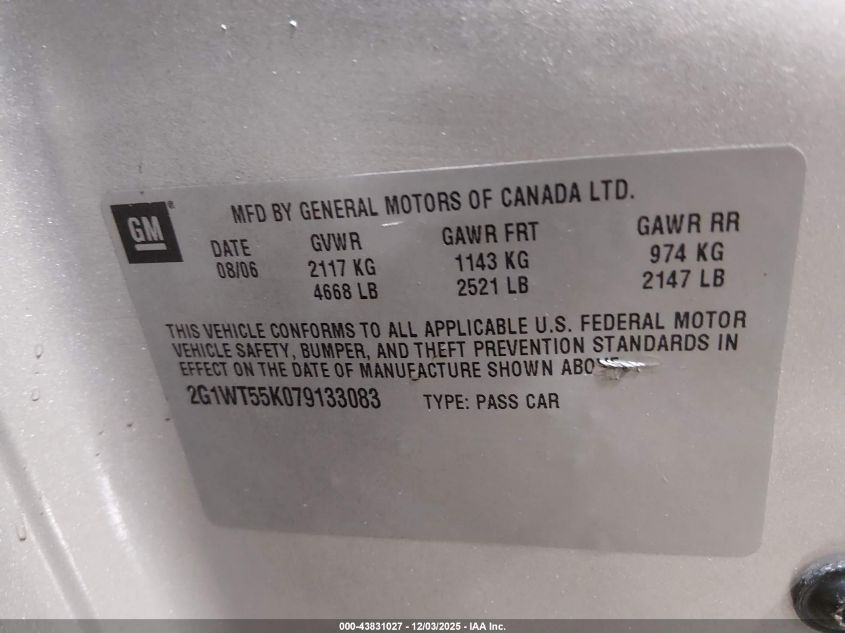 GM®
MFD BY GENERAL MOTORS OF CANADA LTD.
DATE GVWR GAWR FRT GAWR RR
08/06 2117 KG 1143 KG 974 KG
4668 LB 2521 LB 2147 LB
THIS VEHICLE CONFORMS TO ALL APPLICABLE U.S. FEDERAL MOTOR
VEHICLE SAFETY, BUMPER, AND THEFT PREVENTION STANDARDS IN
EFFECT ON THE DATE OF MANUFACTURE SHOWN ABOVE.
2G1WT55K079133083 TYPE: PASS CAR
000-43831027 - 12/03/2025 - IAA Inc.